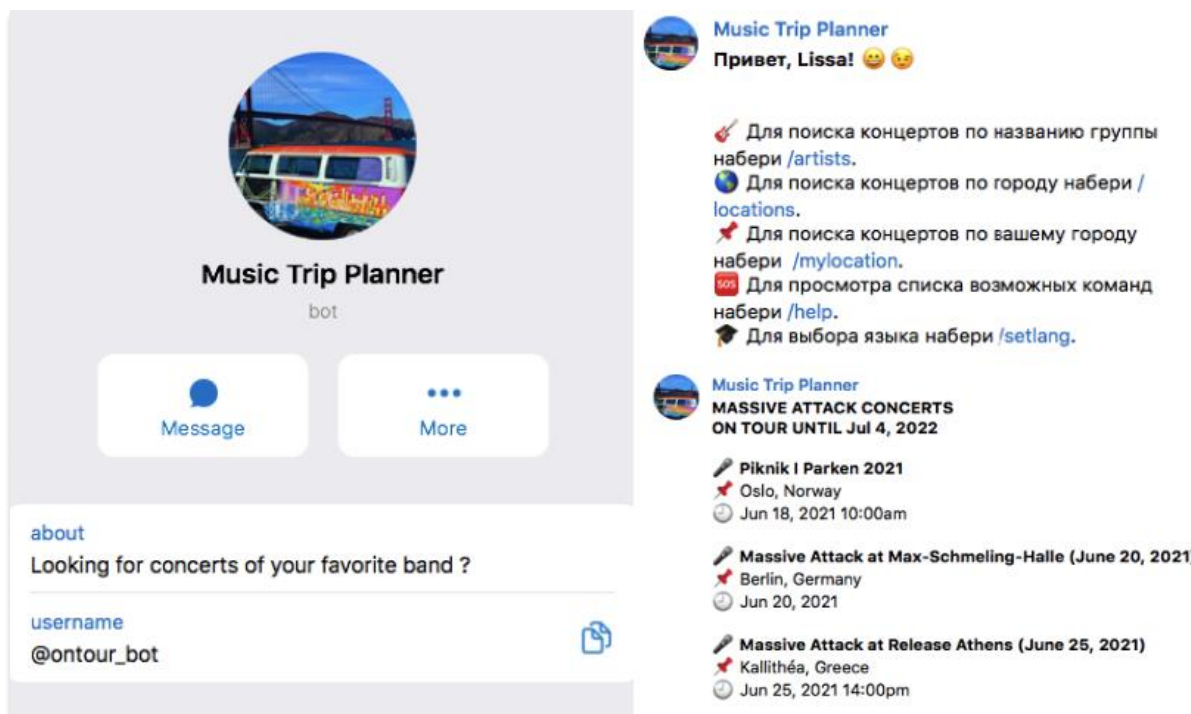 Music Trip Planner
bot
Message
More
about
Looking for concerts of your favorite band ?
username
@ontour_bot
Music Trip Planner
Привет, Lissa! 😀 😉
🎸 Для поиска концертов по названию группы
набери /artists.
🌎 Для поиска концертов по городу набери /
locations.
📌 Для поиска концертов по вашему городу
набери /mylocation.
🆘 Для просмотра списка возможных команд
набери /help.
🎓 Для выбора языка набери /setlang.
Music Trip Planner
MASSIVE ATTACK CONCERTS
ON TOUR UNTIL Jul 4, 2022
🎤 Piknik I Parken 2021
📌 Oslo, Norway
🕘 Jun 18, 2021 10:00am
🎤 Massive Attack at Max-Schmeling-Halle (June 20, 2021)
📌 Berlin, Germany
🕘 Jun 20, 2021
🎤 Massive Attack at Release Athens (June 25, 2021)
📌 Kallithéa, Greece
🕘 Jun 25, 2021 14:00pm